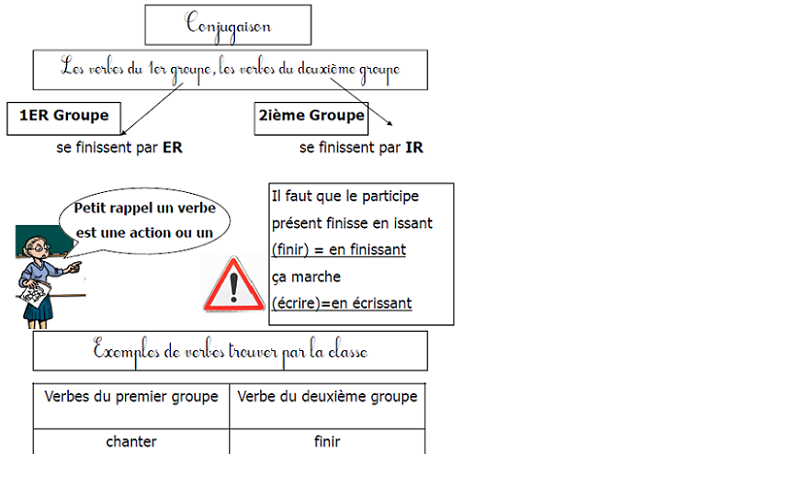 Conjugaison
Les verbes du 1er groupe, les verbes du deuxième groupe
1ER Groupe
2ième Groupe
se finissent par ER
se finissent par IR
Petit rappel un verbe
est une action ou un
Il faut que le participe
présent finisse en issant
(finir) = en finissant
ça marche
(écrire)=en écrissant
Exemples de verbes trouver par la classe
Verbes du premier groupe
Verbe du deuxième groupe
chanter
finir